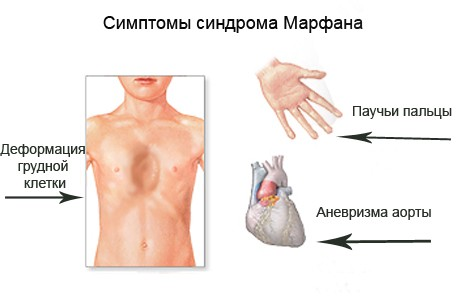 Симптомы синдрома Марфана
Деформация
грудной
клетки
Паучьи пальцы
Аневризма аорты